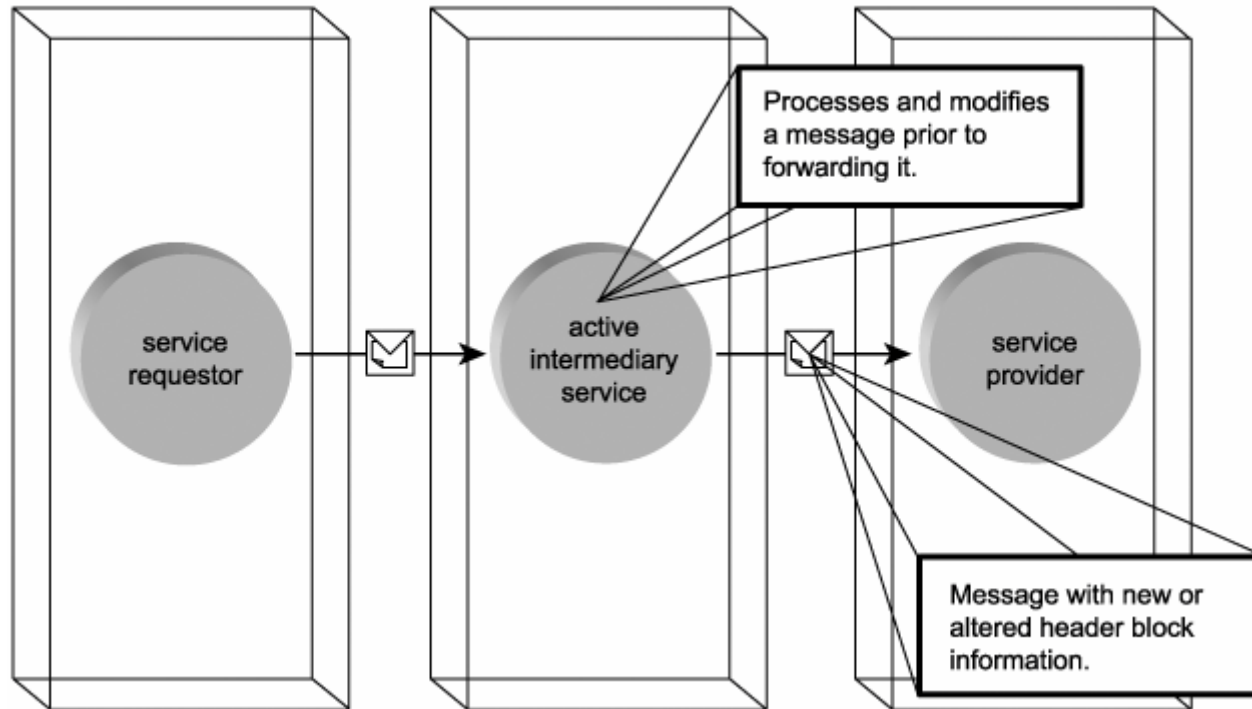 Processes and modifies
a message prior to
forwarding it.
service
requestor
active
intermediary
service
service
provider
Message with new or
altered header block
information.